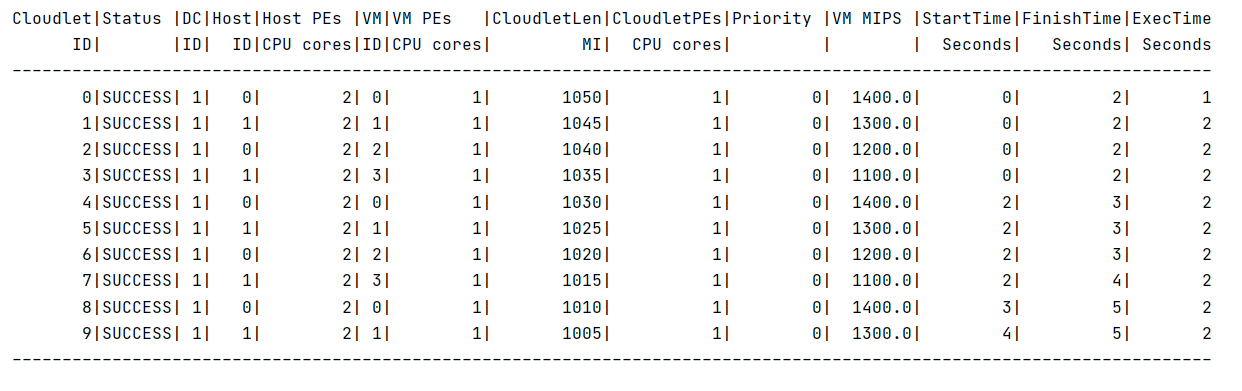 Cloudlet|Status |DC|Host|Host PEs |VM|VM PEs   |CloudletLen|CloudletPEs|Priority |VM MIPS |StartTime|FinishTime|ExecTime
      ID|       |ID|  ID|CPU cores|ID|CPU cores|         MI|  CPU cores|         |        |  Seconds|   Seconds| Seconds
------------------------------------------------------------------------------------------------------------------------
       0|SUCCESS| 1|   0|        2| 0|        1|       1050|          1|        0|  1400.0|        0|         2|       1
       1|SUCCESS| 1|   1|        2| 1|        1|       1045|          1|        0|  1300.0|        0|         2|       2
       2|SUCCESS| 1|   0|        2| 2|        1|       1040|          1|        0|  1200.0|        0|         2|       2
       3|SUCCESS| 1|   1|        2| 3|        1|       1035|          1|        0|  1100.0|        0|         2|       2
       4|SUCCESS| 1|   0|        2| 0|        1|       1030|          1|        0|  1400.0|        2|         3|       2
       5|SUCCESS| 1|   1|        2| 1|        1|       1025|          1|        0|  1300.0|        2|         3|       2
       6|SUCCESS| 1|   0|        2| 2|        1|       1020|          1|        0|  1200.0|        2|         3|       2
       7|SUCCESS| 1|   1|        2| 3|        1|       1015|          1|        0|  1100.0|        2|         4|       2
       8|SUCCESS| 1|   0|        2| 0|        1|       1010|          1|        0|  1400.0|        3|         5|       2
       9|SUCCESS| 1|   1|        2| 1|        1|       1005|          1|        0|  1300.0|        4|         5|       2
------------------------------------------------------------------------------------------------------------------------